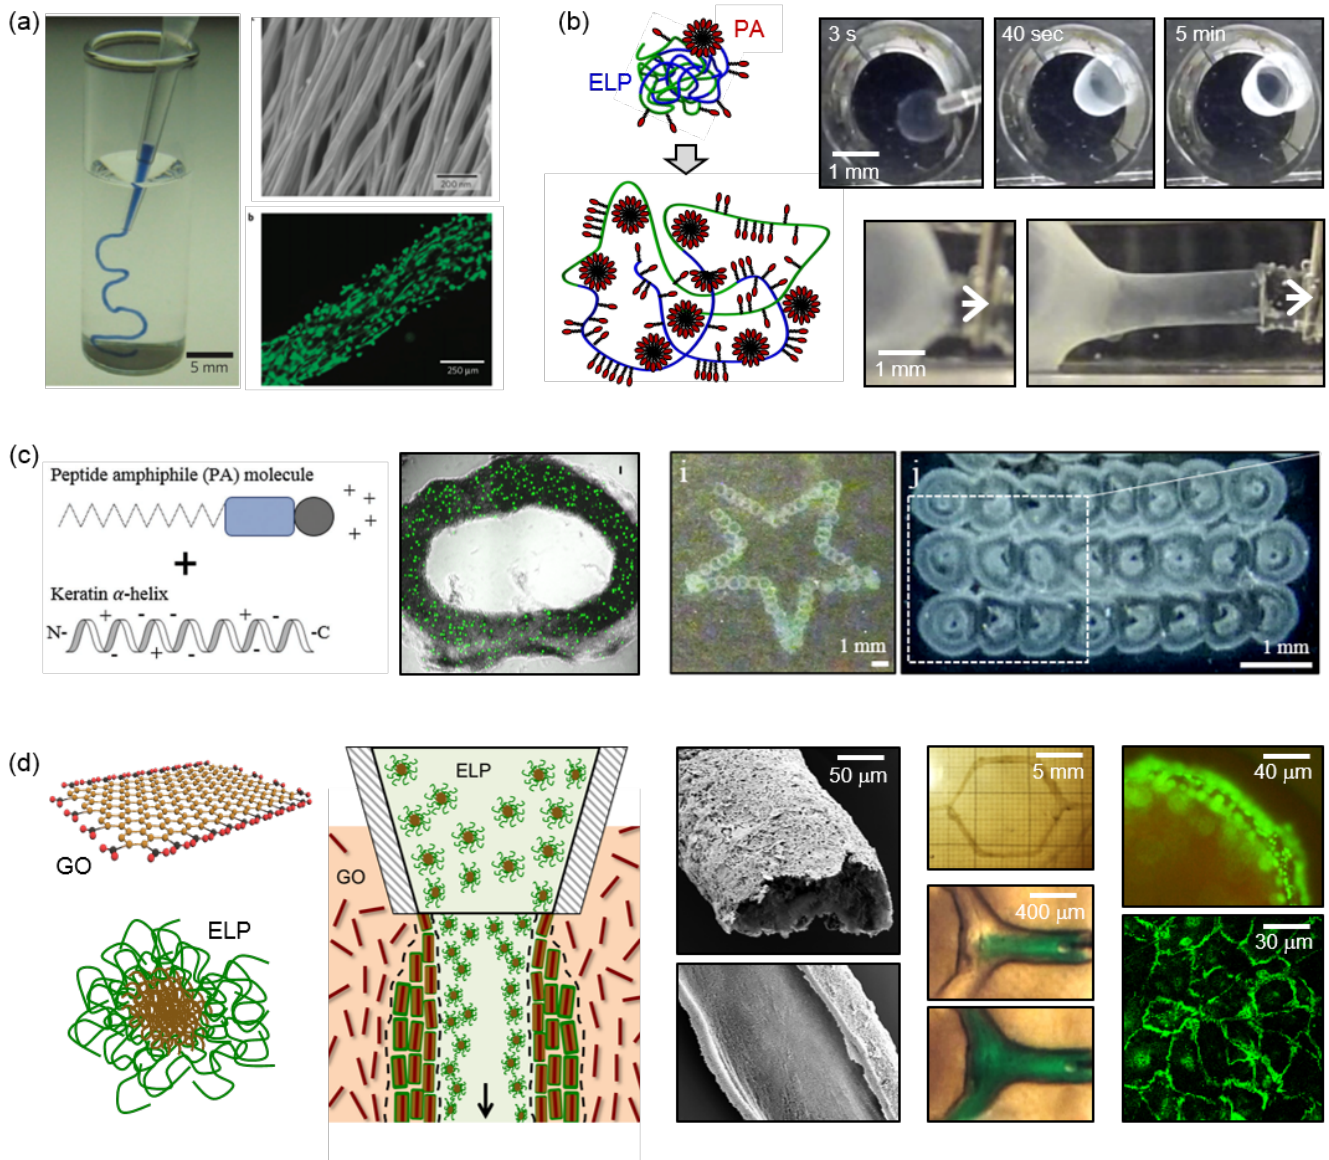 (a)
5 mm
200 nm
b
250 µm
(b)
PA
ELP
3 s
40 sec
5 min
1 mm
1 mm
(c)
Peptide amphiphile (PA) molecule
+
+
+
+
+
Keratin α-helix
+ - - + -
N- -C
- + - - -
i
1 mm
j
1 mm
(d)
GO
ELP
ELP
GO
50 µm
5 mm
400 µm
40 µm
30 µm